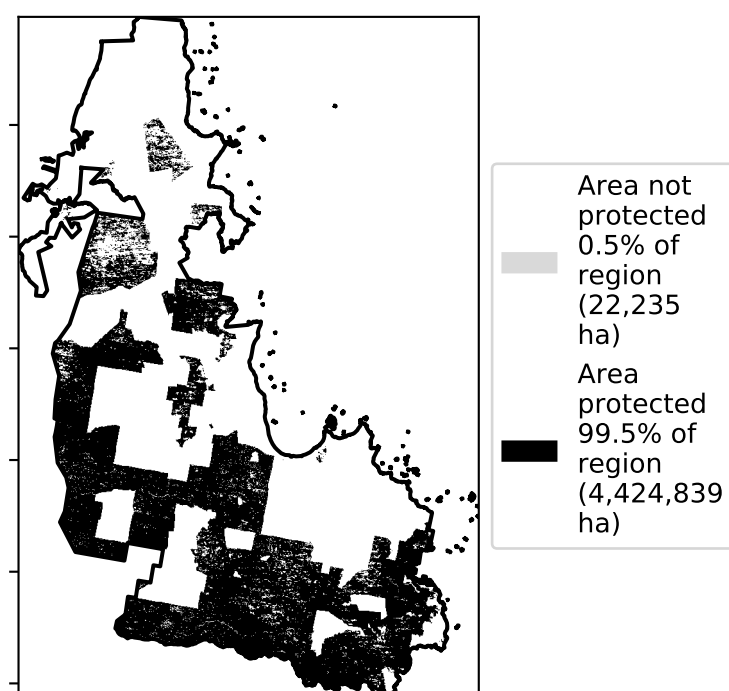 Area not
protected
0.5% of
region
(22,235
ha)
Area
protected
99.5% of
region
(4,424,839
ha)